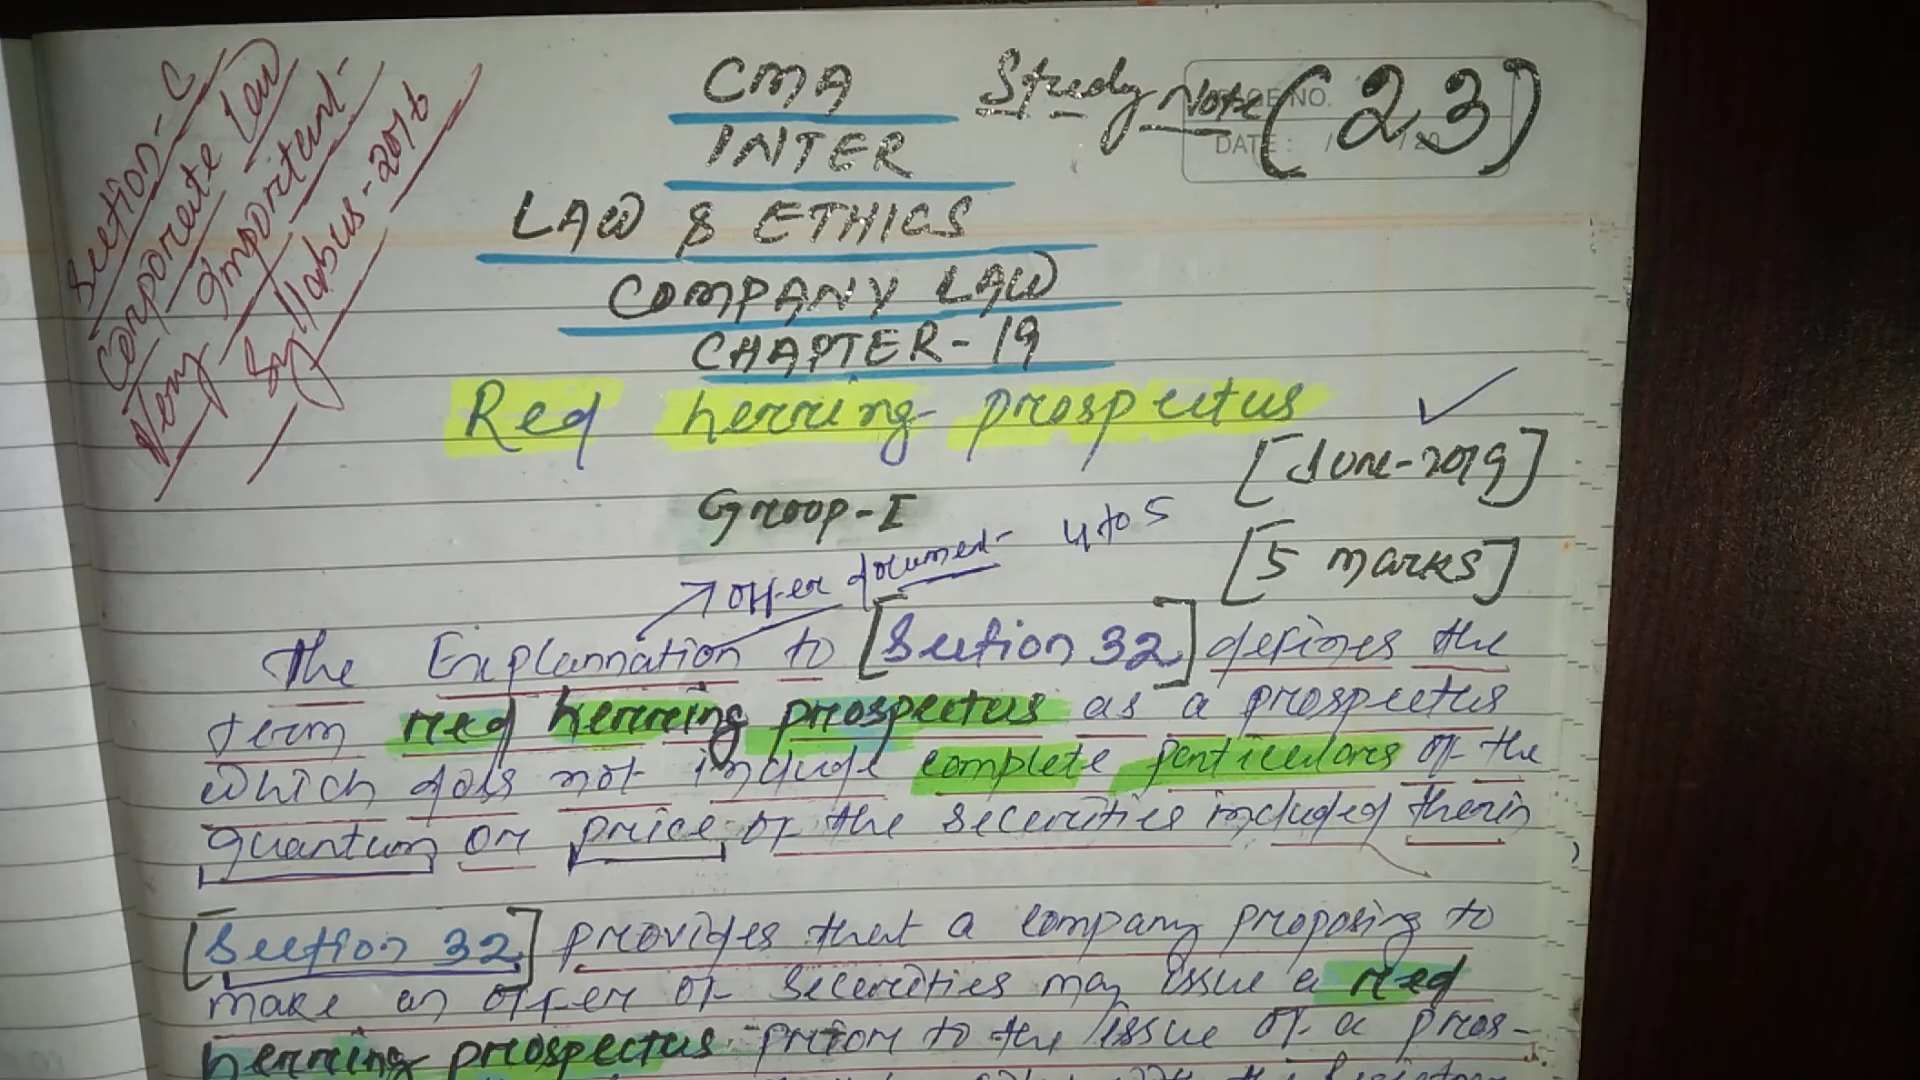 Section-C
Corporate Law
Very Important
Syllabus-2016
CMA
Study Note (23)
PAGE NO.
DATE : / / 20
INTER
LAW & ETHICS
COMPANY LAW
CHAPTER-19
Red herring prospectus
[June-2019]
Group-I
offer document 4 to 5
[5 marks]
The Explannation to [Section 32] defines the
term red herring prospectus as a prospectus
which does not include complete particulars of the
quantum or price of the securities included therin
[Section 32] provides that a company proposing to
make an offer of securities may issue a red
herring prospectus prior to the issue of a pros-